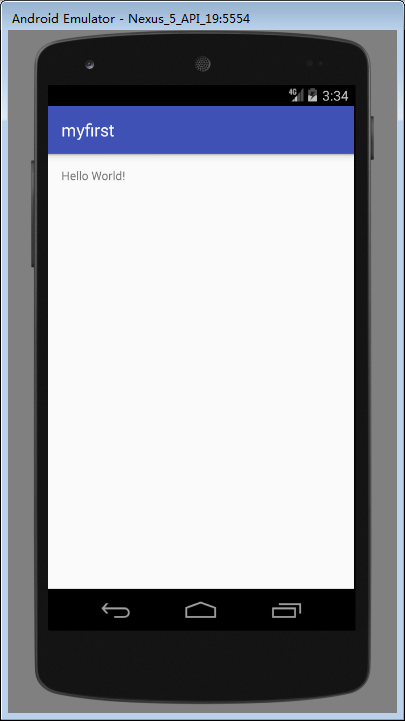 Android Emulator - Nexus_5_API_19:5554
4G 3:34
myfirst
Hello World!